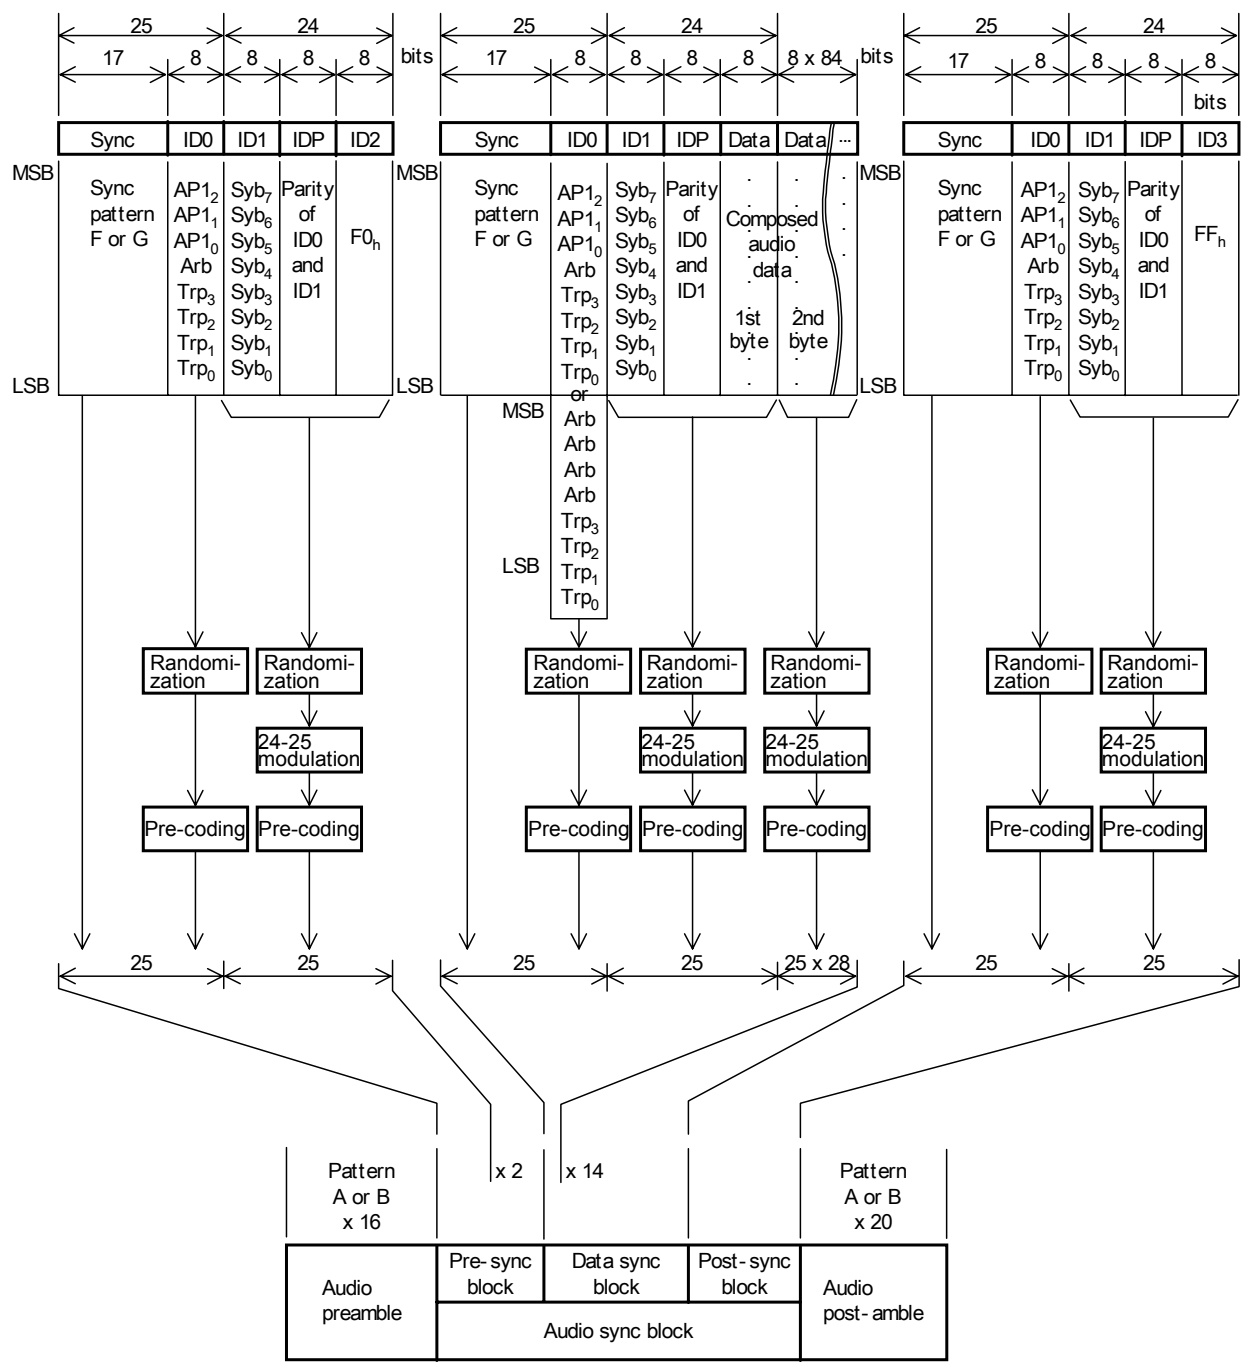 25 24 25 24 25 24
17 8 8 8 8 bits 17 8 8 8 8 8 x 84 bits 17 8 8 8 8
bits
Sync ID0 ID1 IDP ID2 Sync ID0 ID1 IDP Data Data ... Sync ID0 ID1 IDP ID3
MSB
Sync pattern F or G
AP1₂
AP1₁
AP1₀
Arb
Trp₃
Trp₂
Trp₁
Trp₀
Syb₇
Syb₆
Syb₅
Syb₄
Syb₃
Syb₂
Syb₁
Syb₀
Parity
of
ID0
and
ID1
F0ₕ
LSB
MSB
Sync
pattern
F or G
AP1₂
AP1₁
AP1₀
Arb
Trp₃
Trp₂
Trp₁
Trp₀
or
MSB
Arb
Arb
Arb
Arb
Trp₃
Trp₂
Trp₁
Trp₀
LSB
Syb₇
Syb₆
Syb₅
Syb₄
Syb₃
Syb₂
Syb₁
Syb₀
Parity
of
ID0
and
ID1
Composed
audio
data
1st
byte
2nd
byte
LSB
MSB
Sync
pattern
F or G
AP1₂
AP1₁
AP1₀
Arb
Trp₃
Trp₂
Trp₁
Trp₀
Syb₇
Syb₆
Syb₅
Syb₄
Syb₃
Syb₂
Syb₁
Syb₀
Parity
of
ID0
and
ID1
FFₕ
LSB
Randomi-
zation
Randomi-
zation
Randomi-
zation
Randomi-
zation
Randomi-
zation
Randomi-
zation
Randomi-
zation
24-25
modulation
24-25
modulation
24-25
modulation
24-25
modulation
Pre-coding Pre-coding Pre-coding Pre-coding Pre-coding Pre-coding Pre-coding
25 25 25 25 25 x 28 25 25
Pattern
A or B
x 16
x 2
x 14
Pattern
A or B
x 20
Audio
preamble
Pre-sync
block
Data sync
block
Post-sync
block
Audio sync block
Audio
post-amble